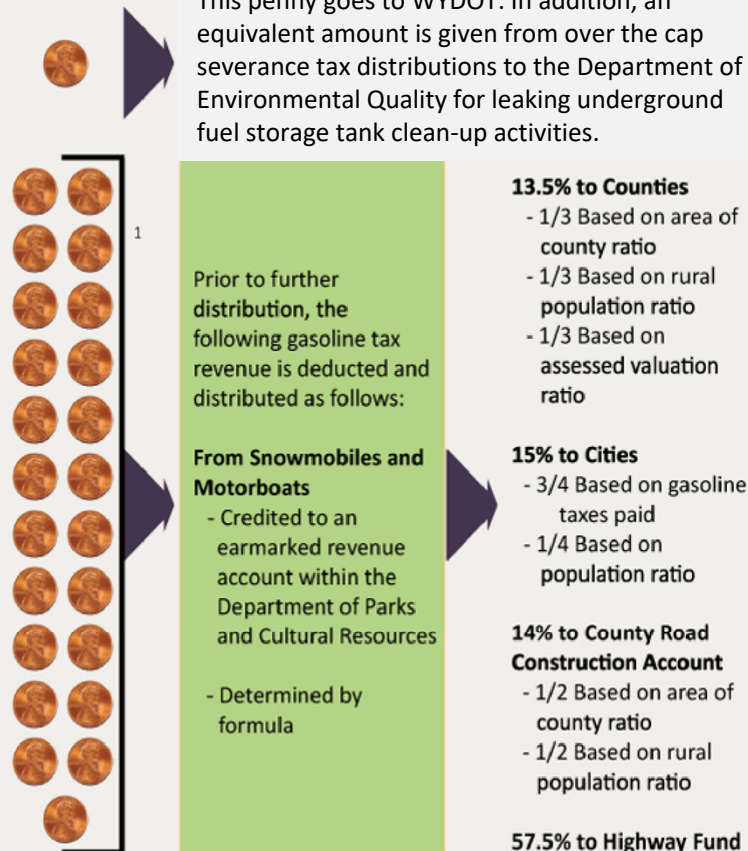 This penny goes to WYDOT. In addition, an
equivalent amount is given from over the cap
severance tax distributions to the Department of
Environmental Quality for leaking underground
fuel storage tank clean-up activities.
1
Prior to further
distribution, the
following gasoline tax
revenue is deducted and
distributed as follows:
From Snowmobiles and
Motorboats
- Credited to an
earmarked revenue
account within the
Department of Parks
and Cultural Resources
- Determined by
formula
13.5% to Counties
- 1/3 Based on area of
county ratio
- 1/3 Based on rural
population ratio
- 1/3 Based on
assessed valuation
ratio
15% to Cities
- 3/4 Based on gasoline
taxes paid
- 1/4 Based on
population ratio
14% to County Road
Construction Account
- 1/2 Based on area of
county ratio
- 1/2 Based on rural
population ratio
57.5% to Highway Fund